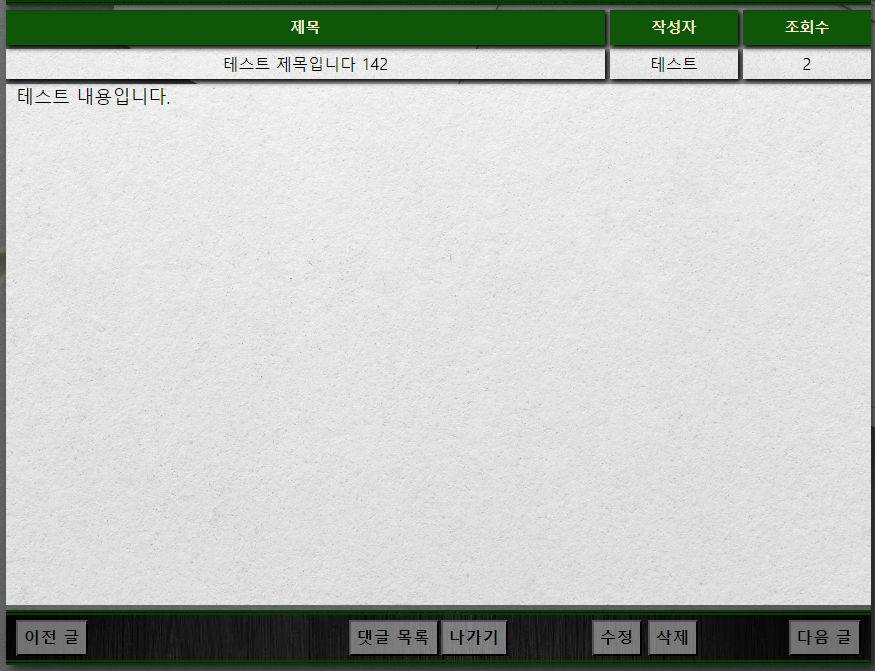 제목 작성자 조회수
테스트 제목입니다 142 테스트 2
테스트 내용입니다.
이전 글 댓글 목록 나가기 수정 삭제 다음 글